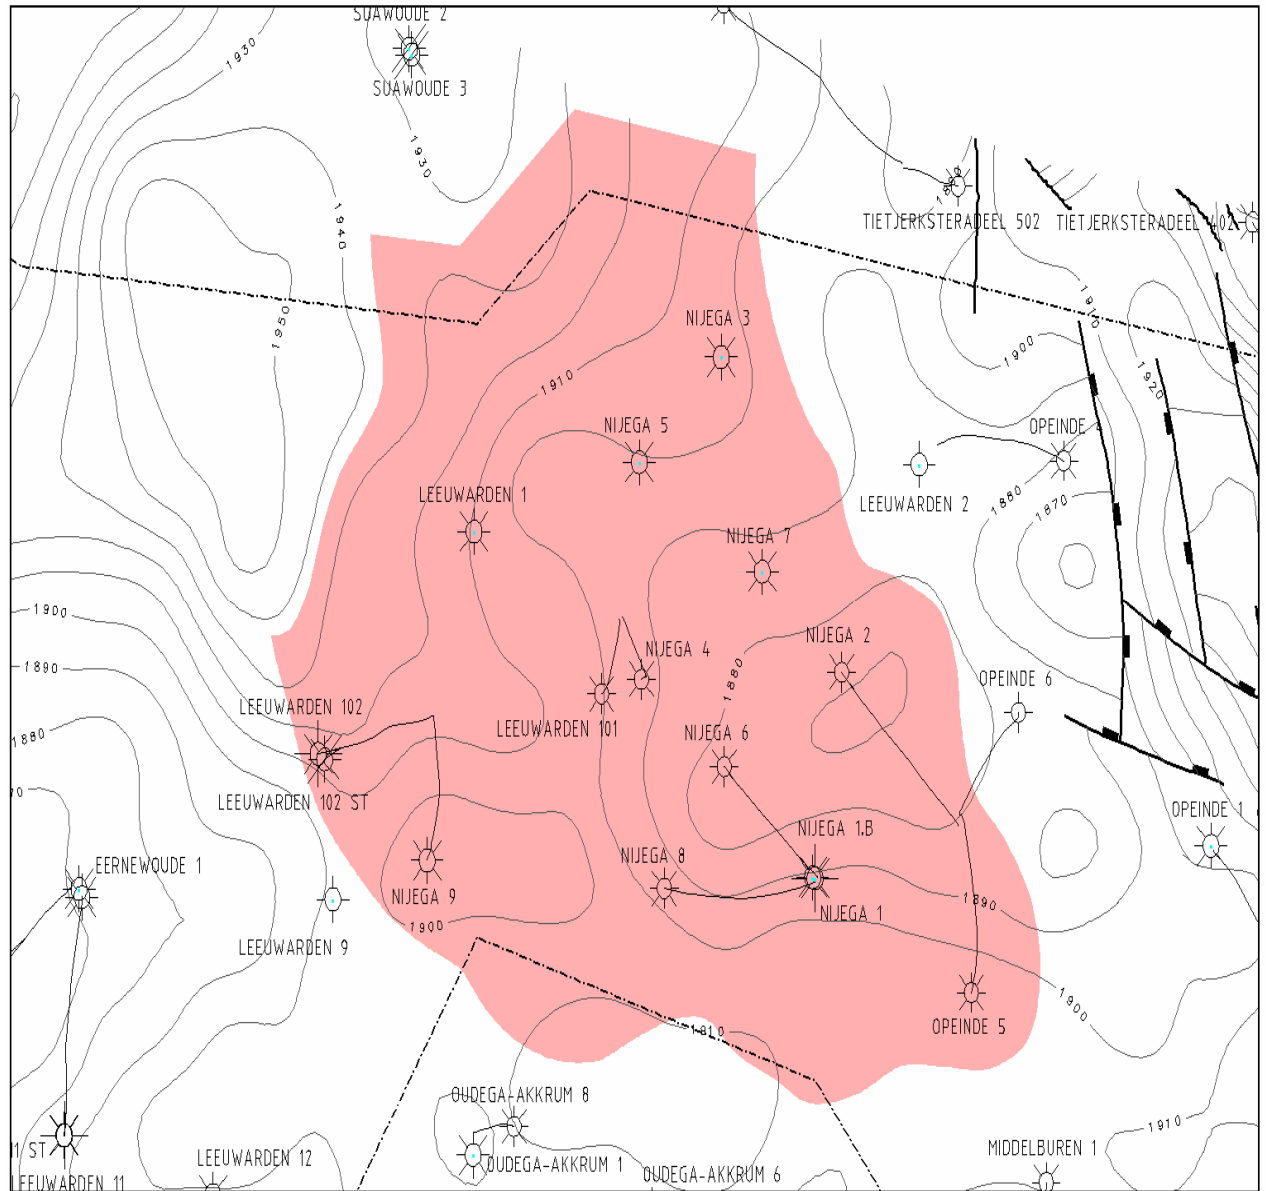 SUAWOUDE 2
1930
SUAWOUDE 3
1930
TIETJERKSTERADEEL 502
TIETJERKSTERADEEL 402
1940
1950
1910
1900
1920
NIJEGA 3
1910
NIJEGA 5
OPEINDE 4
LEEUWARDEN 1
LEEUWARDEN 2
1880
1870
NIJEGA 7
1900
1890
1880
NIJEGA 2
NIJEGA 4
1880
OPEINDE 6
LEEUWARDEN 102
LEEUWARDEN 101
NIJEGA 6
LEEUWARDEN 102 ST
OPEINDE 1
NIJEGA 1.B
EERNEWOUDE 1
NIJEGA 8
NIJEGA 9
NIJEGA 1
1890
1900
LEEUWARDEN 9
1900
OPEINDE 5
1810
OUDEGA-AKKRUM 8
1910
11 ST
LEEUWARDEN 12
OUDEGA-AKKRUM 1
MIDDELBUREN 1
LEEUWARDEN 11
OUDEGA-AKKRUM 6